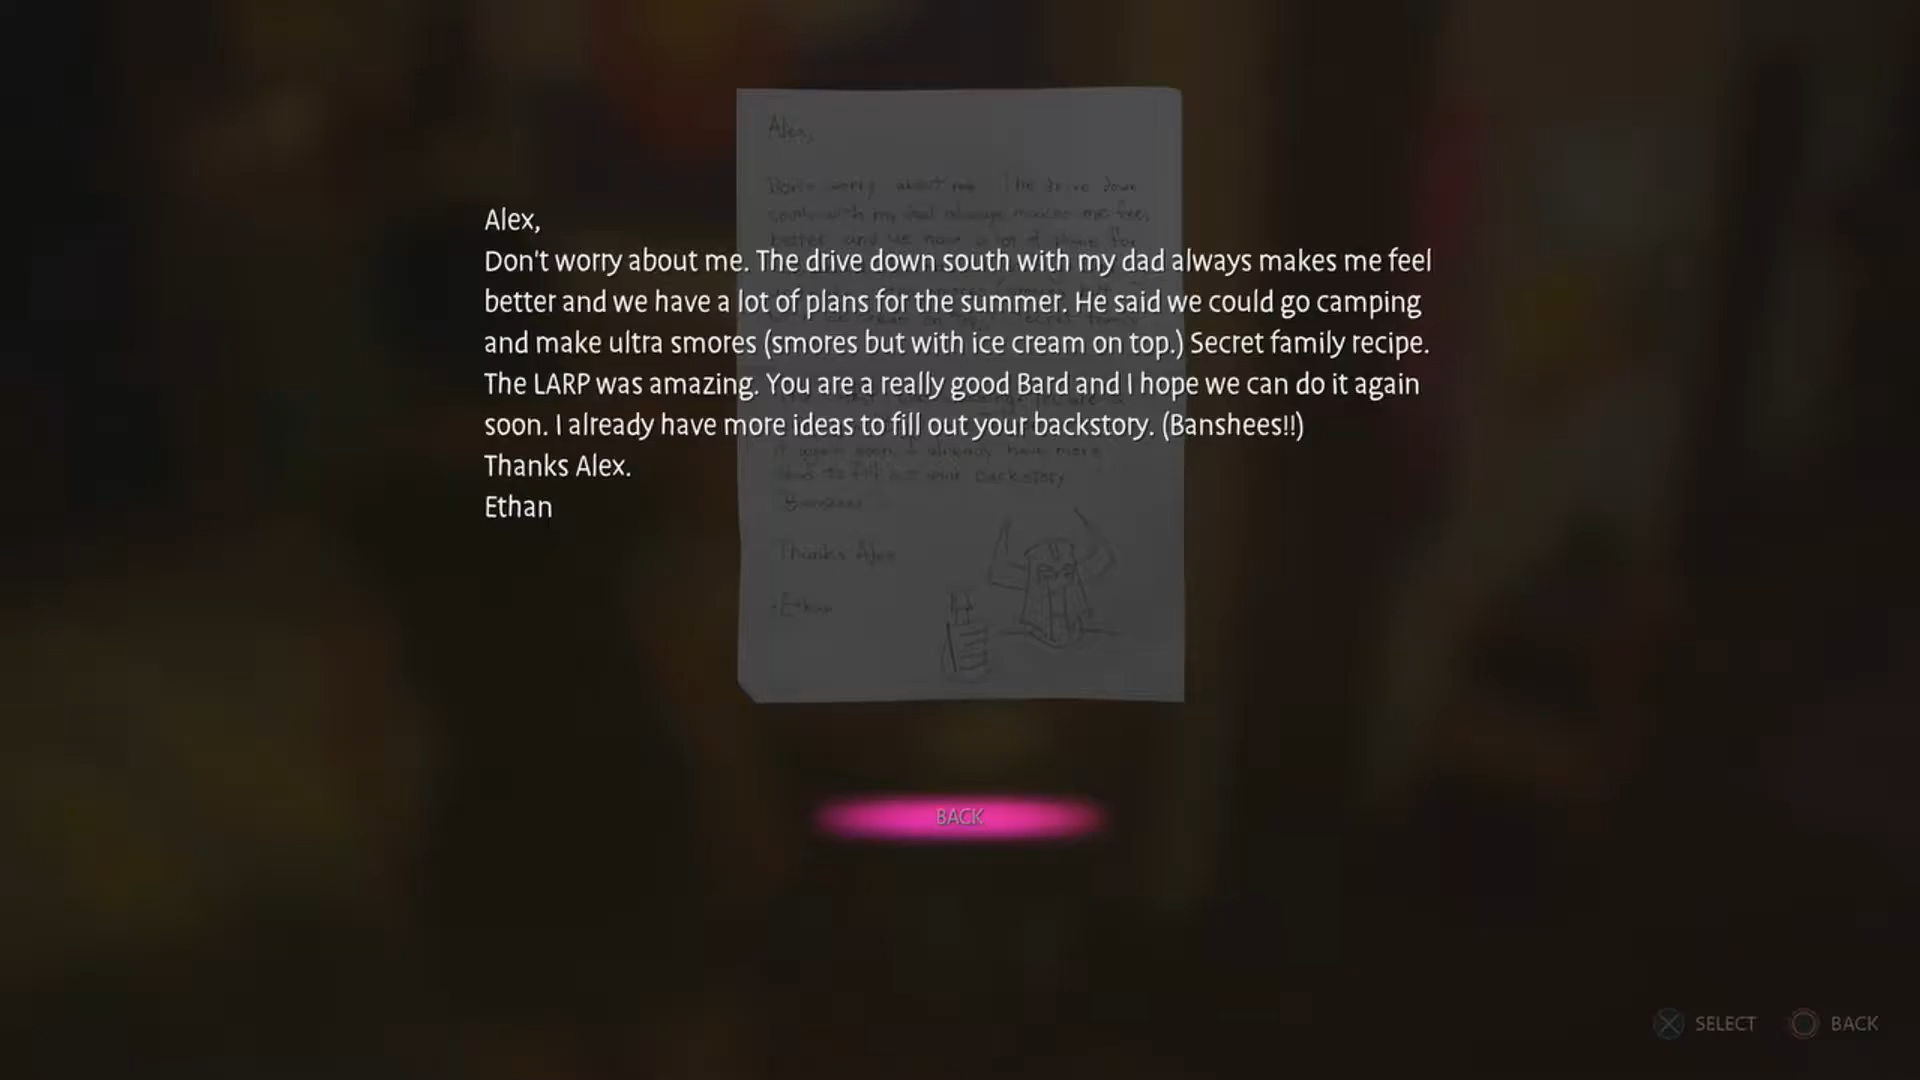 Alex,
Don't worry about me. The drive down south with my dad always makes me feel
better and we have a lot of plans for the summer. He said we could go camping
and make ultra smores (smores but with ice cream on top.) Secret family recipe.
The LARP was amazing. You are a really good Bard and I hope we can do it again
soon. I already have more ideas to fill out your backstory. (Banshees!!)
Thanks Alex.
Ethan
BACK
SELECT
BACK